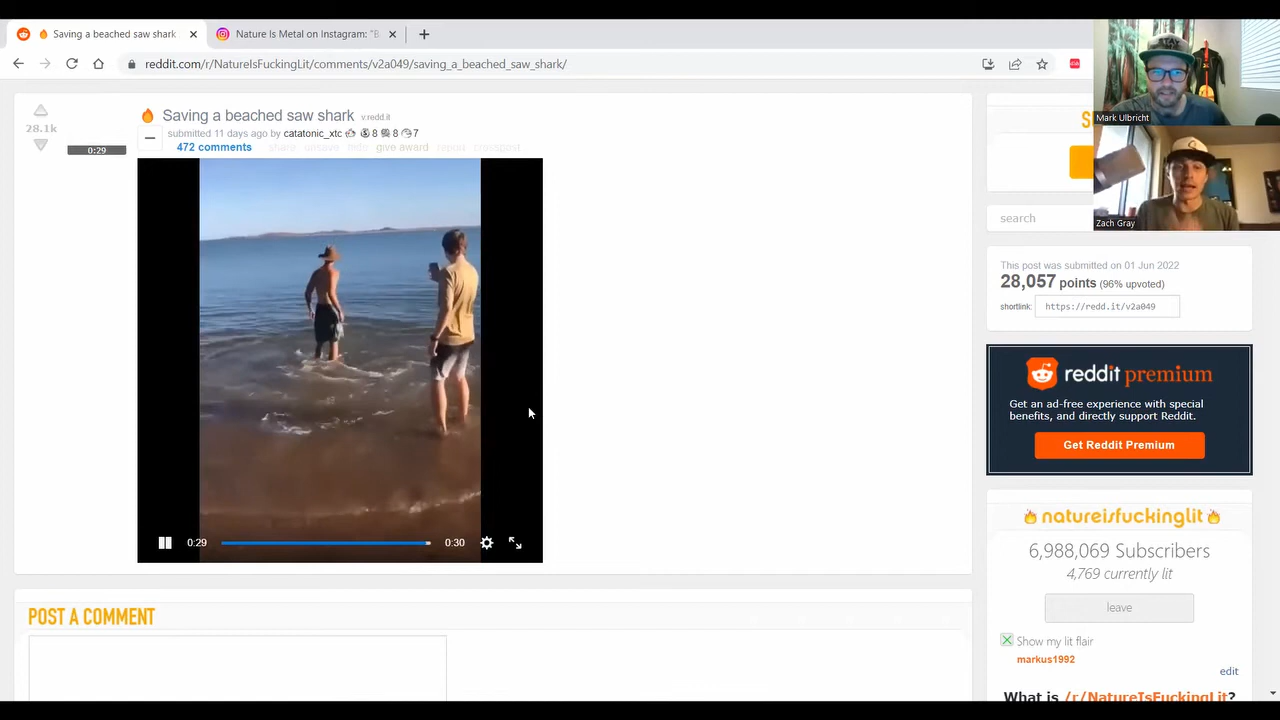 Saving a beached saw shark
Nature Is Metal on Instagram: "B
reddit.com/r/NatureIsFuckingLit/comments/v2a049/saving_a_beached_saw_shark/
Mark Ulbricht
Zach Gray
28.1k
0:29
Saving a beached saw shark v.redd.it
submitted 11 days ago by catatonic_xtc 8 8 7
472 comments share unsave hide give award report crosspost
0:29 0:30
POST A COMMENT
S
search
This post was submitted on 01 Jun 2022
28,057 points (96% upvoted)
shortlink: https://redd.it/v2a049
reddit premium
Get an ad-free experience with special
benefits, and directly support Reddit.
Get Reddit Premium
natureisfuckinglit
6,988,069 Subscribers
4,769 currently lit
leave
Show my lit flair
markus1992
edit
What is /r/NatureIsFuckingLit?